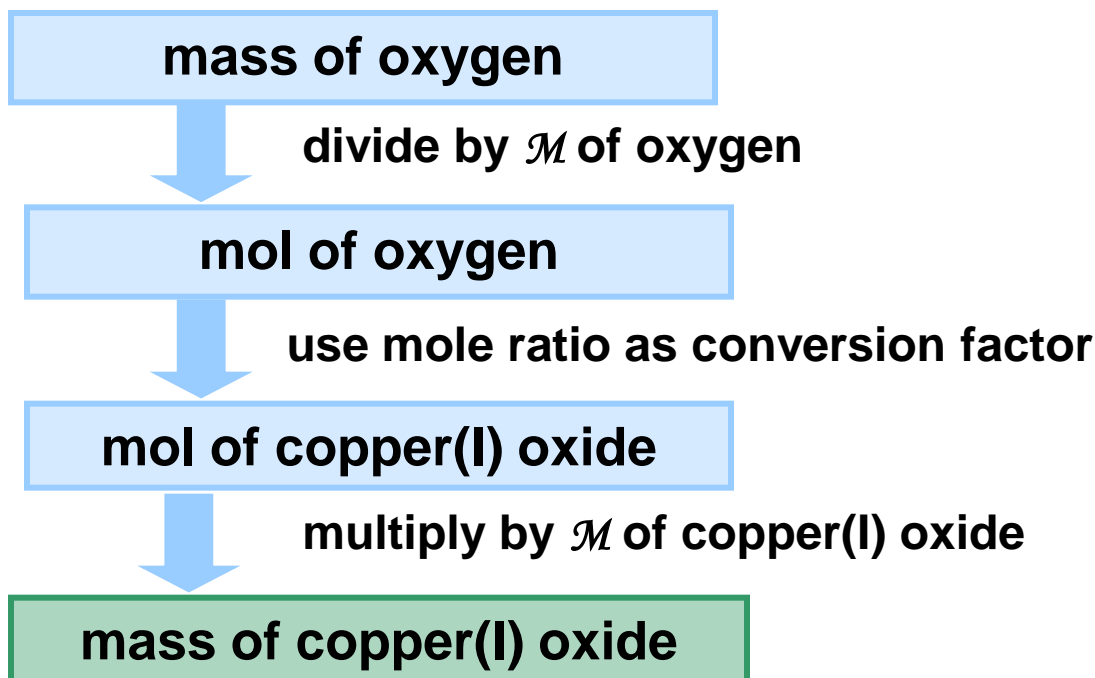 mass of oxygen
divide by ℳ of oxygen
mol of oxygen
use mole ratio as conversion factor
mol of copper(I) oxide
multiply by ℳ of copper(I) oxide
mass of copper(I) oxide